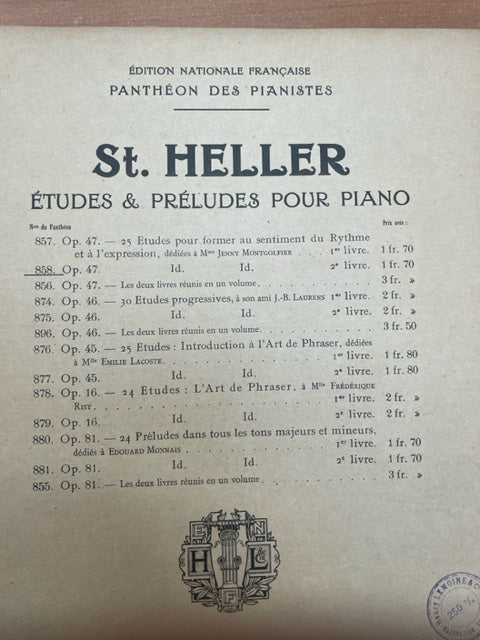 ÉDITION NATIONALE FRANÇAISE
PANTHÉON DES PIANISTES
St. HELLER
ÉTUDES & PRÉLUDES POUR PIANO
Nos du Panthéon Prix nets :
857. Op. 47. — 25 Etudes pour former au sentiment du Rythme
et à l'expression, dédiées à Mme JENNY MONTGOLFIER . . . 1er livre. 1 fr. 70
858. Op. 47. Id. Id. 2e livre. 1 fr. 70
856. Op. 47. — Les deux livres réunis en un volume . . . . . . . 3 fr. »
874. Op. 46. — 30 Etudes progressives, à son ami J.-B. LAURENS 1er livre. 2 fr. »
875. Op. 46. Id. Id. 2e livre. 2 fr. »
896. Op. 46. — Les deux livres réunis en un volume . . . . . . . 3 fr. 50
876. Op. 45. — 25 Etudes : Introduction à l'Art de Phraser, dédiées
à Mlle EMILIE LACOSTE . . . . . . . 1er livre. 1 fr. 80
877. Op. 45. Id. Id. 2e livre. 1 fr. 80
878. Op. 16. — 24 Etudes : L'Art de Phraser, à Mlle FRÉDÉRIQUE
RIST . . . . . . . 1er livre. 2 fr. »
879. Op. 16. Id. Id. 2e livre. 2 fr. »
880. Op. 81. — 24 Préludes dans tous les tons majeurs et mineurs,
dédiés à EDOUARD MONNAIS . . . . . . . 1er livre. 1 fr. 70
881. Op. 81. Id. Id. 2e livre. 1 fr. 70
855. Op. 81. — Les deux livres réunis en un volume . . . . . . . 3 fr. »
E N
H L
F
LEMOINE & C
250 %